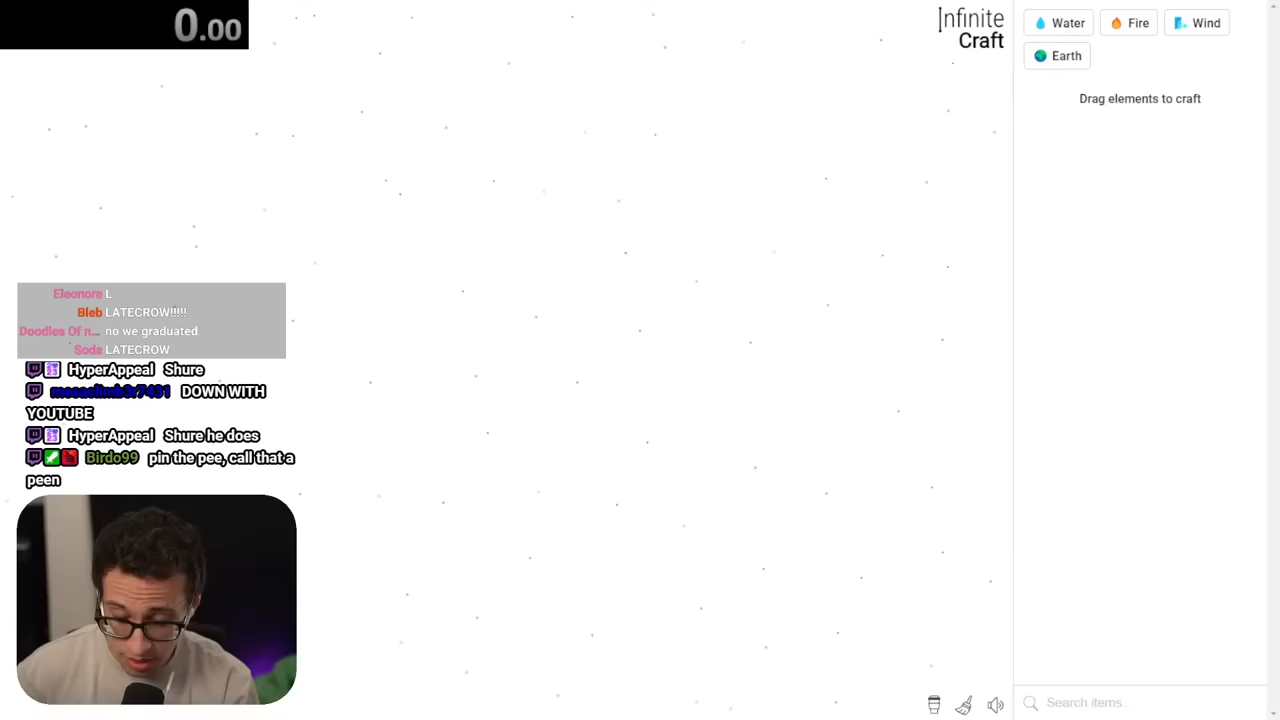 0.00
Infinite
Craft
Water
Fire
Wind
Earth
Drag elements to craft
Eleonora L
Bleb LATECROW!!!!!
Doodles Of n... no we graduated
Soda LATECROW
HyperAppeal Shure
DOWN WITH
YOUTUBE
HyperAppeal Shure he does
Birdo99 pin the pee, call that a
peen
Search items...